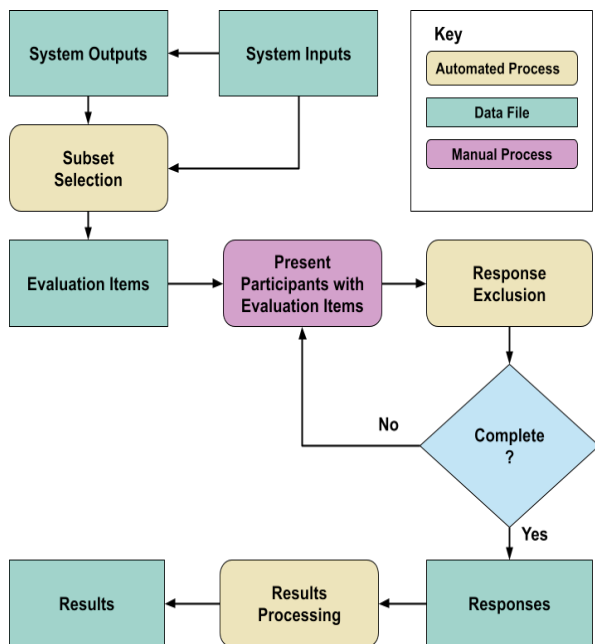 System Outputs
System Inputs
Key
Automated Process
Data File
Manual Process
Subset
Selection
Evaluation Items
Present
Participants with
Evaluation Items
Response
Exclusion
No
Complete
?
Yes
Results
Results
Processing
Responses